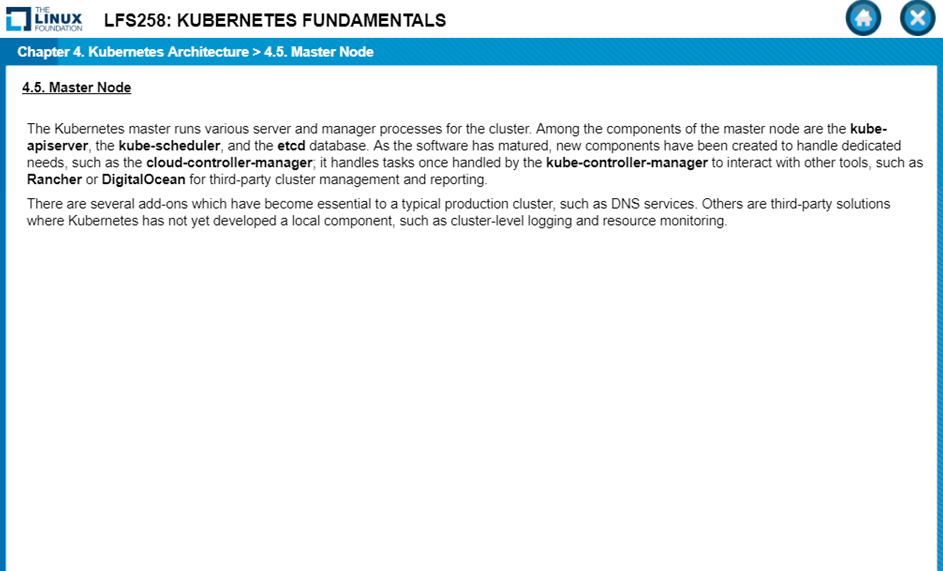 THE
LINUX
FOUNDATION
LFS258: KUBERNETES FUNDAMENTALS
Chapter 4. Kubernetes Architecture > 4.5. Master Node
4.5. Master Node
The Kubernetes master runs various server and manager processes for the cluster. Among the components of the master node are the kube-
apiserver, the kube-scheduler, and the etcd database. As the software has matured, new components have been created to handle dedicated
needs, such as the cloud-controller-manager; it handles tasks once handled by the kube-controller-manager to interact with other tools, such as
Rancher or DigitalOcean for third-party cluster management and reporting.
There are several add-ons which have become essential to a typical production cluster, such as DNS services. Others are third-party solutions
where Kubernetes has not yet developed a local component, such as cluster-level logging and resource monitoring.